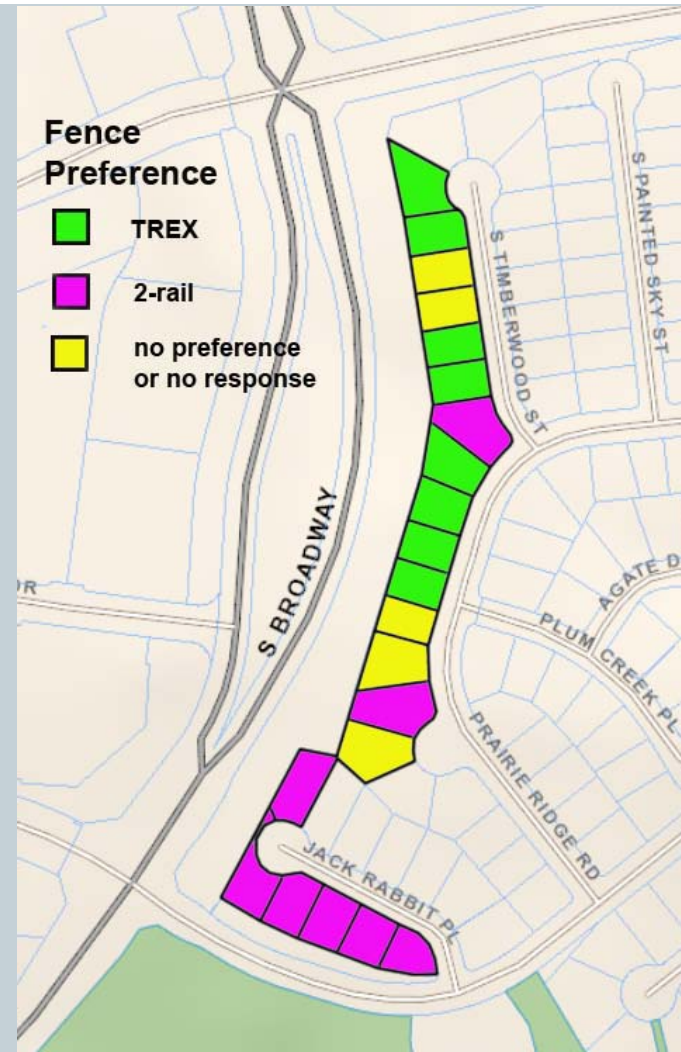 Fence
Preference
TREX
2-rail
no preference
or no response
S PAINTED SKY ST
S TIMBERWOOD ST
S BROADWAY
AGATE D
DR
PLUM CREEK PL
PRAIRIE RIDGE RD
JACK RABBIT PL